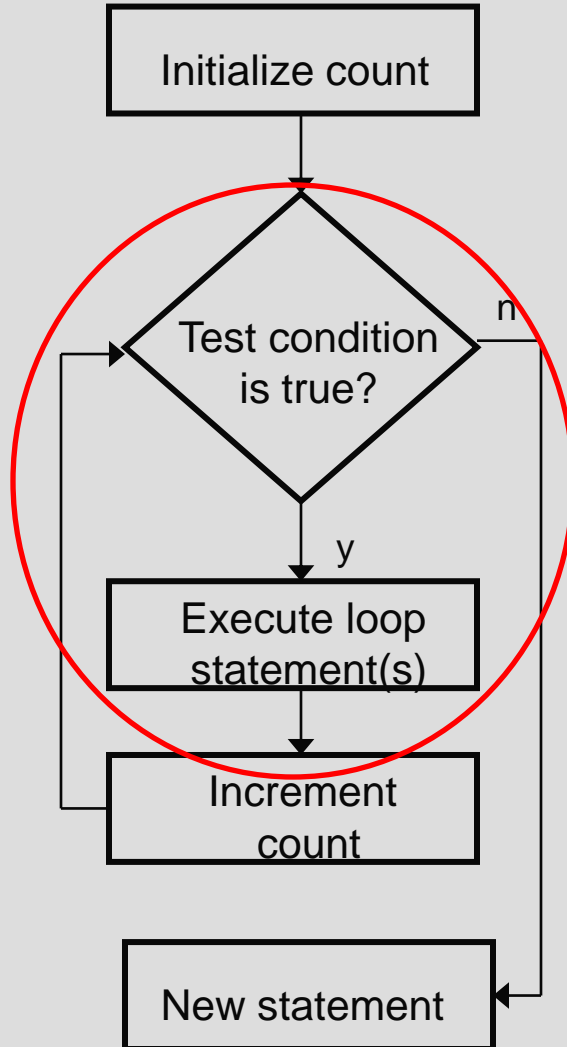 Initialize count
n
Test condition
is true?
y
Execute loop
statement(s)
Increment
count
New statement